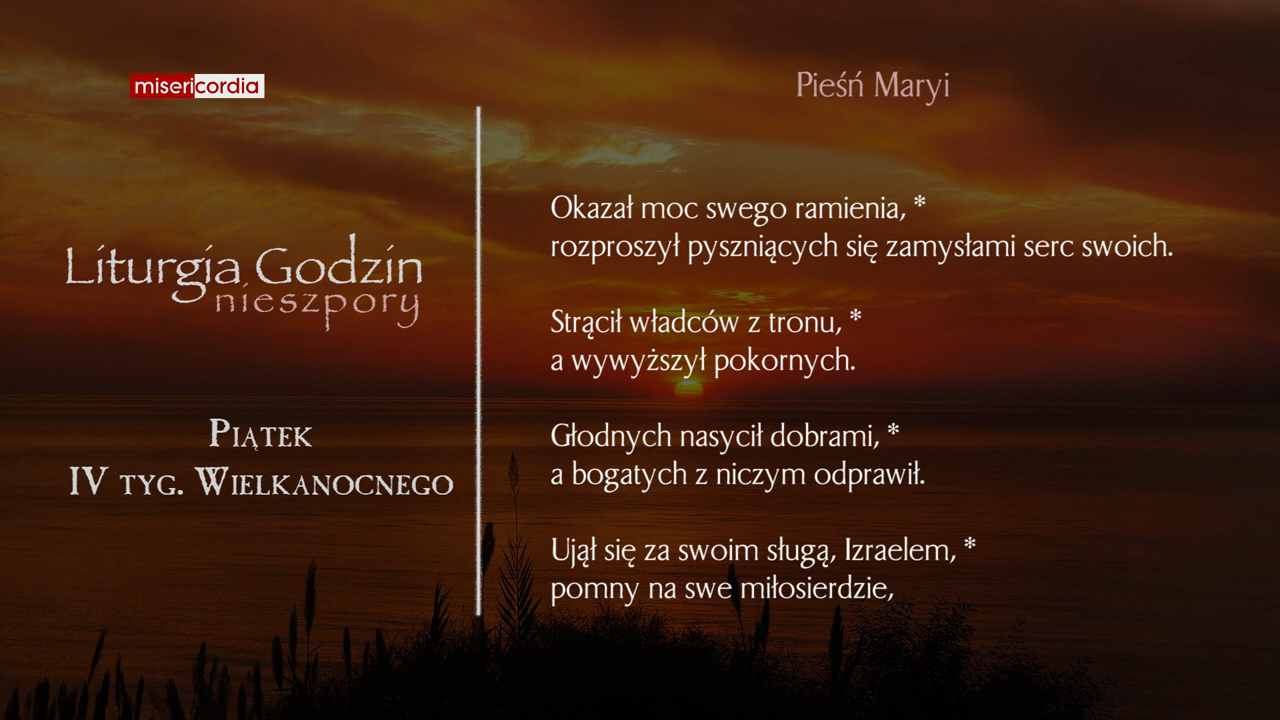 misericordia
Liturgia Godzin
nieszpory
Piątek
IV tyg. Wielkanocnego
Pieśń Maryi
Okazał moc swego ramienia, *
rozproszył pyszniących się zamysłami serc swoich.
Strącił władców z tronu, *
a wywyższył pokornych.
Głodnych nasycił dobrami, *
a bogatych z niczym odprawił.
Ujął się za swoim sługą, Izraelem, *
pomny na swe miłosierdzie,